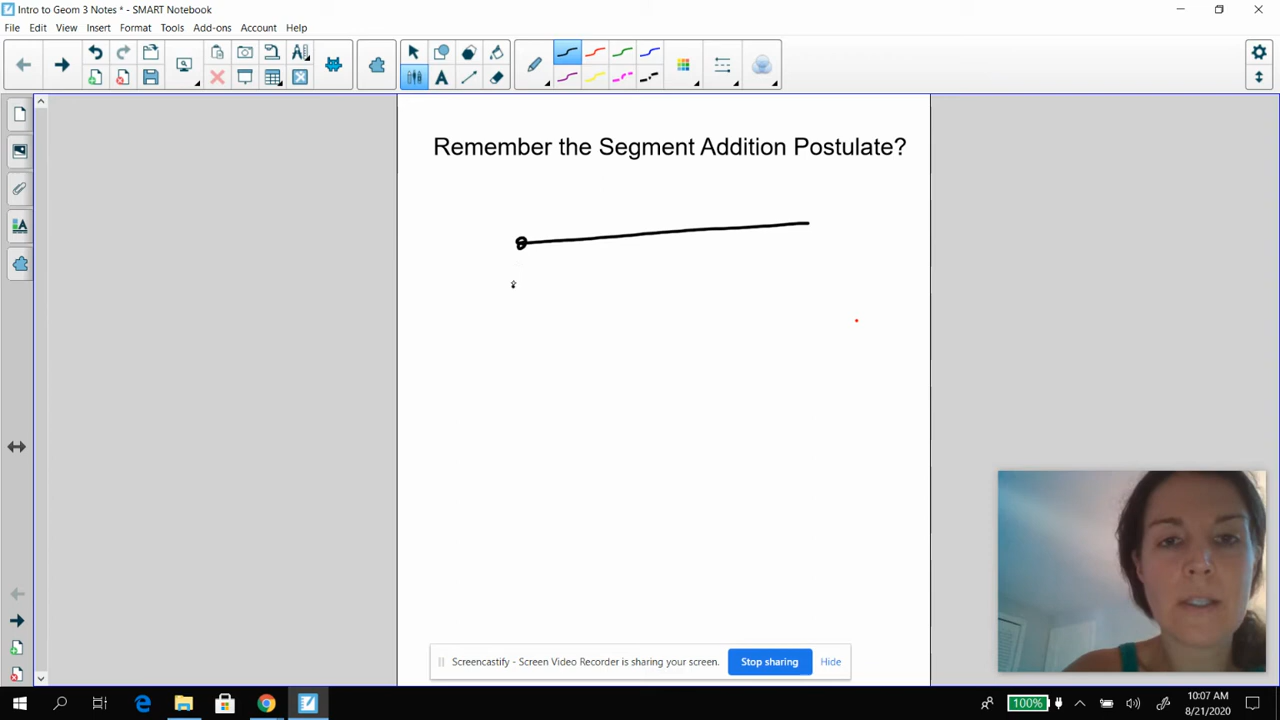 Intro to Geom 3 Notes * - SMART Notebook
File Edit View Insert Format Tools Add-ons Account Help
Remember the Segment Addition Postulate?
Screencastify - Screen Video Recorder is sharing your screen. Stop sharing Hide
100%
10:07 AM
8/21/2020